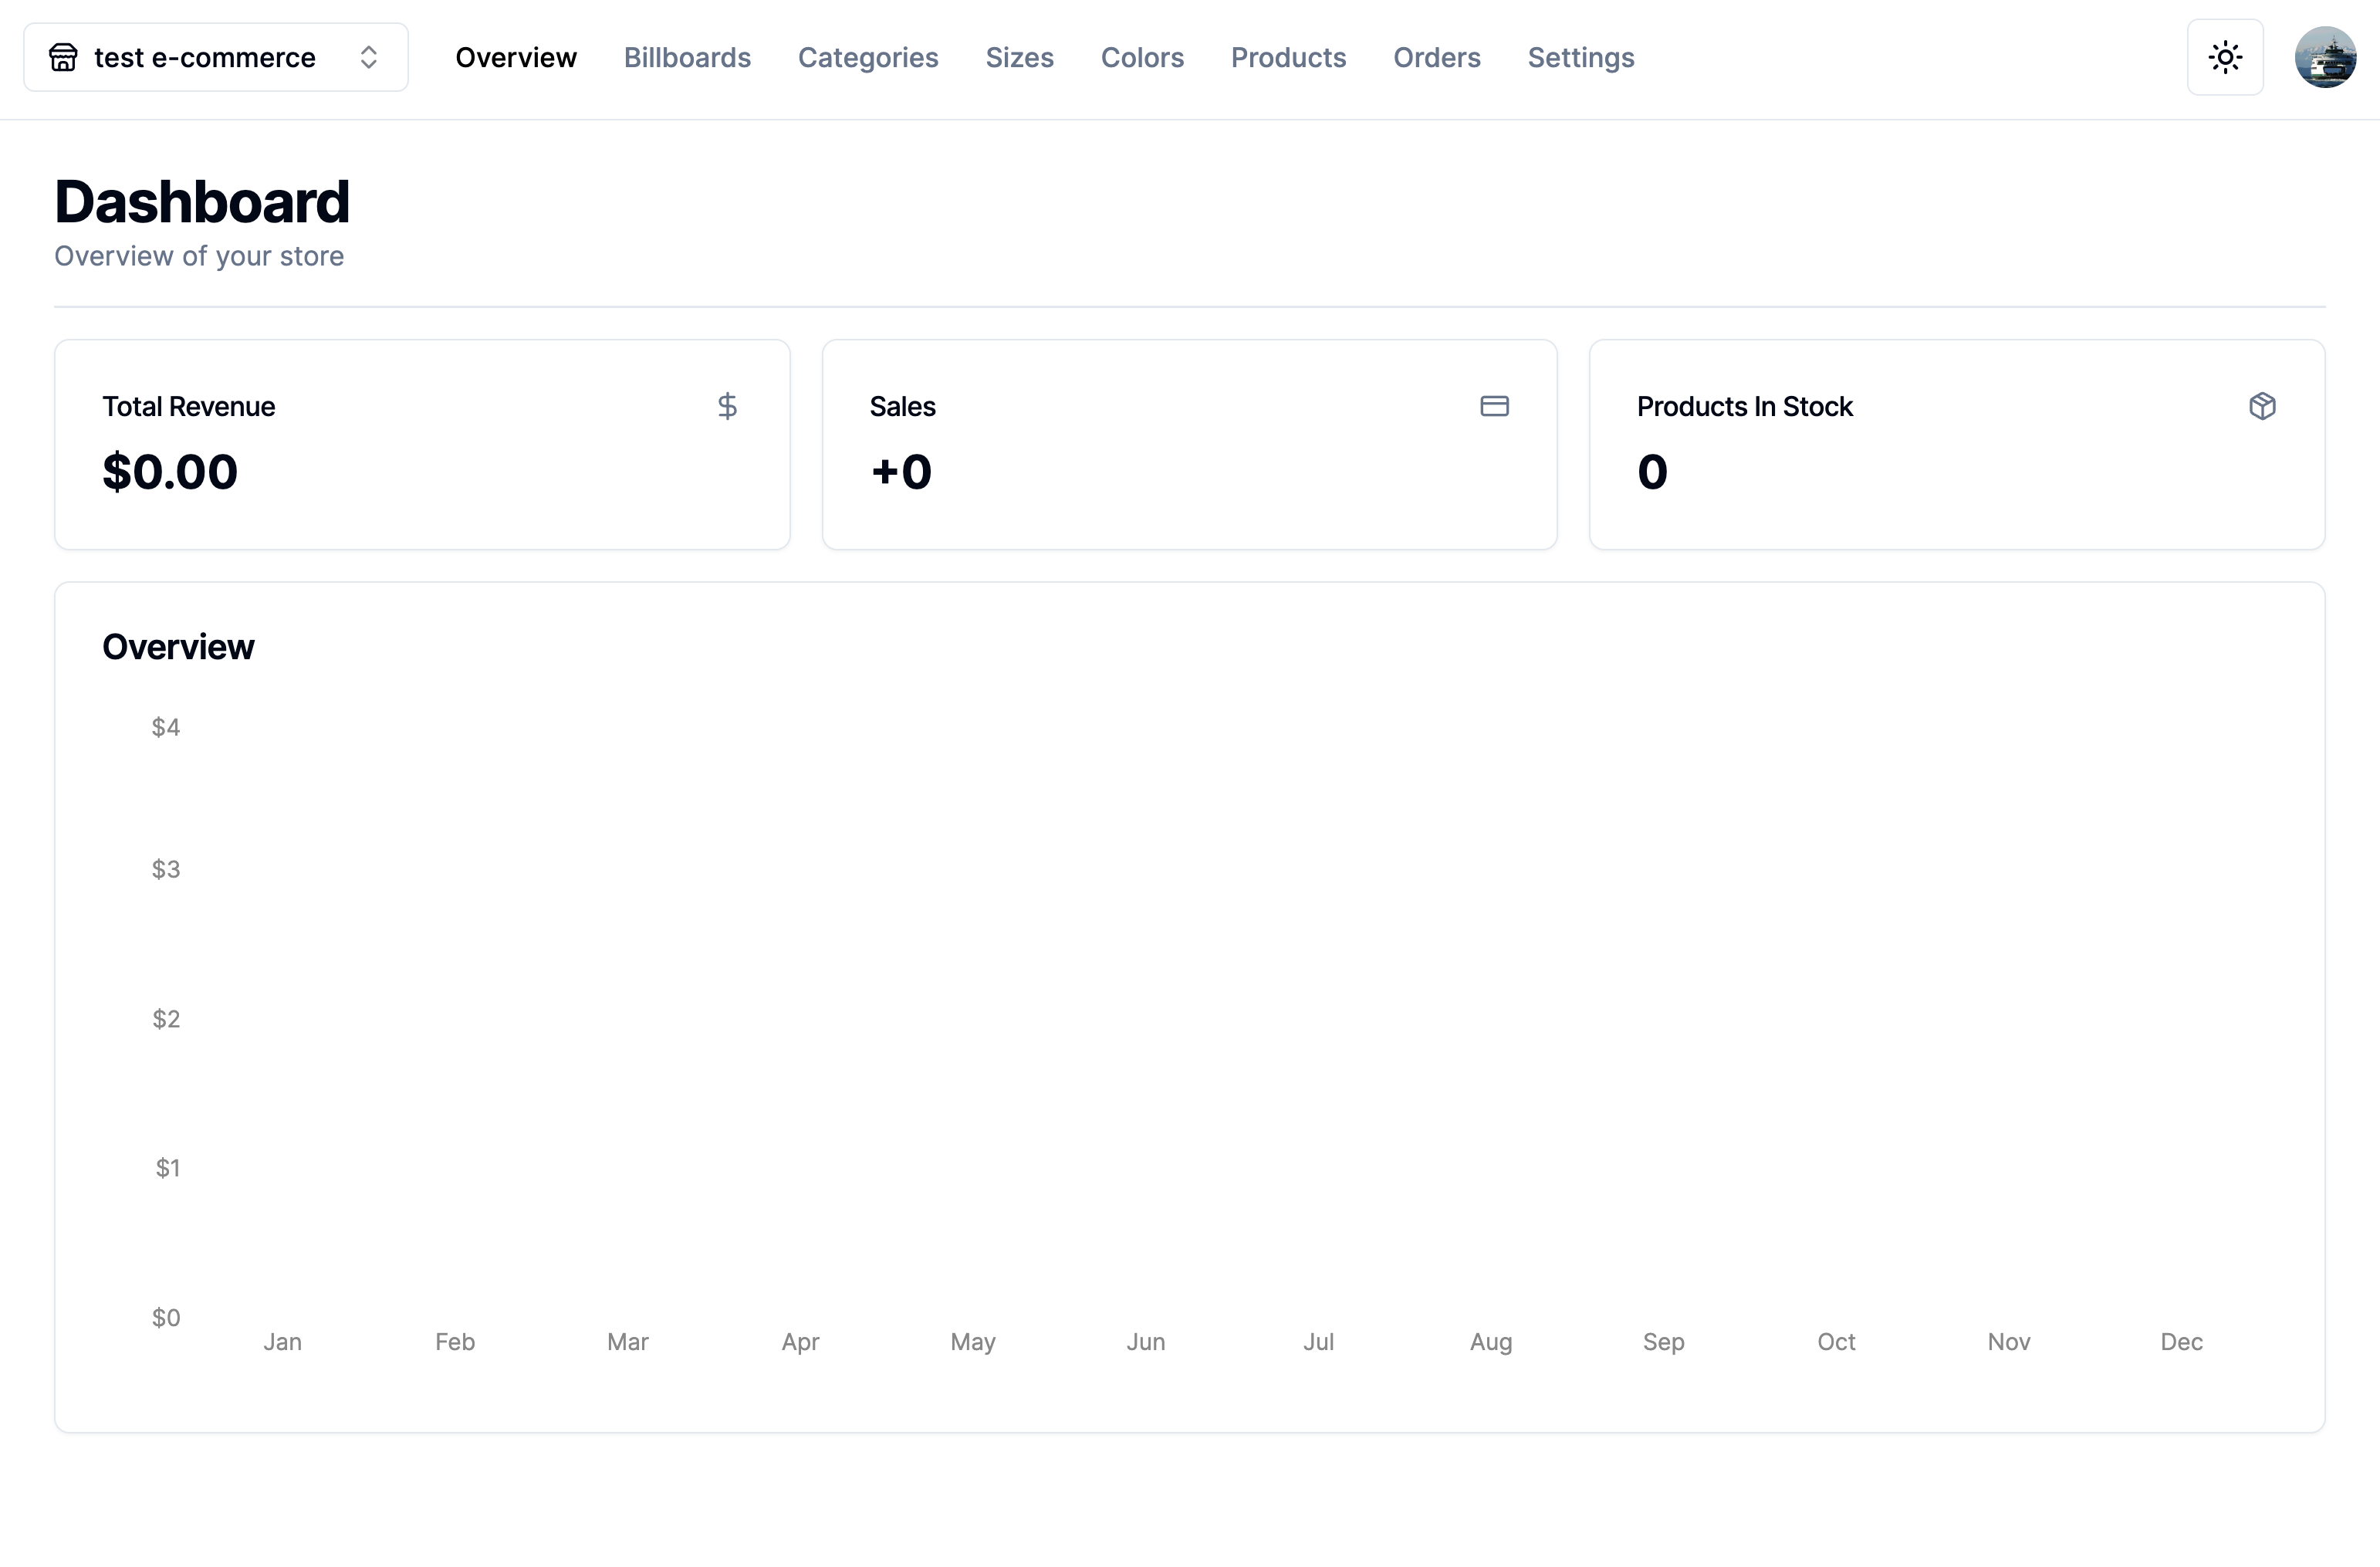 test e-commerce
Overview Billboards Categories Sizes Colors Products Orders Settings
Dashboard
Overview of your store
Total Revenue
$0.00
Sales
+0
Products In Stock
0
Overview
$4
$3
$2
$1
$0
Jan Feb Mar Apr May Jun Jul Aug Sep Oct Nov Dec